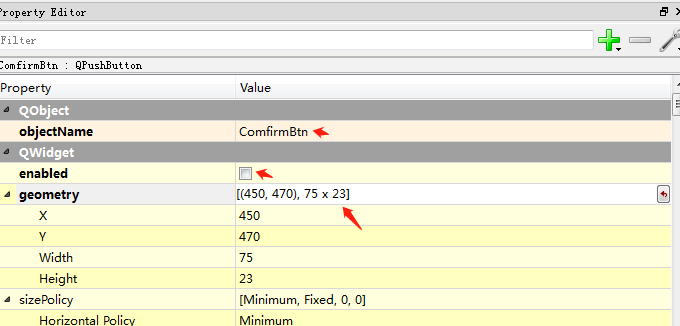 Property Editor
Filter
ComfirmBtn : QPushButton
Property Value
QObject
objectName ComfirmBtn
QWidget
enabled
geometry [(450, 470), 75 x 23]
X 450
Y 470
Width 75
Height 23
sizePolicy [Minimum, Fixed, 0, 0]
Horizontal Policy Minimum